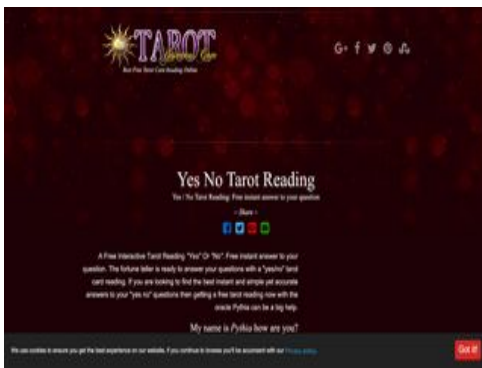 TAROT
Best Free Tarot Card Reading Online
Yes No Tarot Reading
Yes / No Tarot Reading: Free instant answer to your question
- Share -
A Free Interactive Tarot Reading "Yes" Or "No". Free instant answer to your
question. The fortune teller is ready to answer your questions with a "yes/no" tarot
card reading. If you are looking to find the best instant and simple yet accurate
answers to your "yes no" questions then getting a free tarot reading now with the
oracle Pythia can be a big help.
My name is Pythia how are you?
We use cookies to ensure you get the best experience on our website. If you continue to browse you'll be acconsent with our Privacy policy.
Got it!